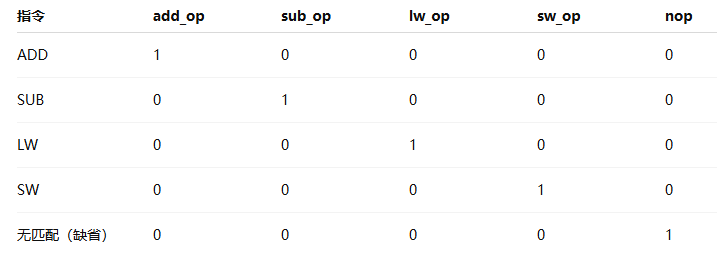 指令 add_op sub_op lw_op sw_op nop
ADD 1 0 0 0 0
SUB 0 1 0 0 0
LW 0 0 1 0 0
SW 0 0 0 1 0
无匹配（缺省） 0 0 0 0 1